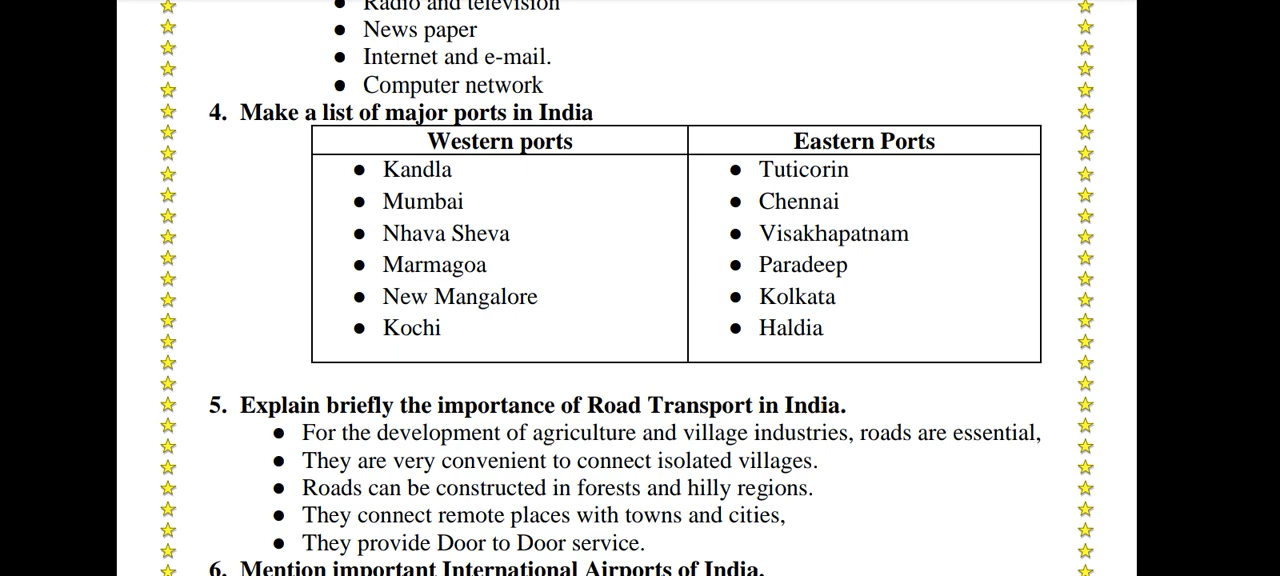 ● Radio and television
● News paper
● Internet and e-mail.
● Computer network
4. Make a list of major ports in India
Western ports
● Kandla
● Mumbai
● Nhava Sheva
● Marmagoa
● New Mangalore
● Kochi
Eastern Ports
● Tuticorin
● Chennai
● Visakhapatnam
● Paradeep
● Kolkata
● Haldia
5. Explain briefly the importance of Road Transport in India.
● For the development of agriculture and village industries, roads are essential,
● They are very convenient to connect isolated villages.
● Roads can be constructed in forests and hilly regions.
● They connect remote places with towns and cities,
● They provide Door to Door service.
6. Mention important International Airports of India.